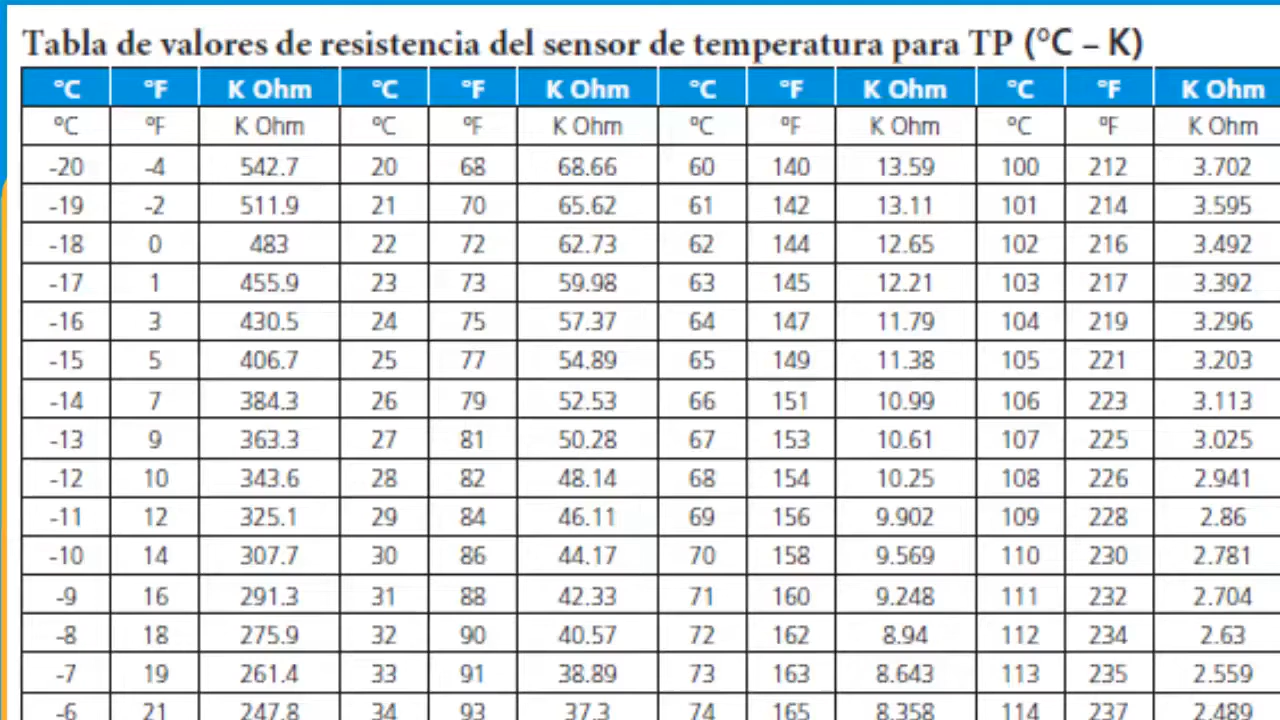 Tabla de valores de resistencia del sensor de temperatura para TP (°C – K)
°C °F K Ohm °C °F K Ohm °C °F K Ohm °C °F K Ohm
°C °F K Ohm °C °F K Ohm °C °F K Ohm °C °F K Ohm
-20 -4 542.7 20 68 68.66 60 140 13.59 100 212 3.702
-19 -2 511.9 21 70 65.62 61 142 13.11 101 214 3.595
-18 0 483 22 72 62.73 62 144 12.65 102 216 3.492
-17 1 455.9 23 73 59.98 63 145 12.21 103 217 3.392
-16 3 430.5 24 75 57.37 64 147 11.79 104 219 3.296
-15 5 406.7 25 77 54.89 65 149 11.38 105 221 3.203
-14 7 384.3 26 79 52.53 66 151 10.99 106 223 3.113
-13 9 363.3 27 81 50.28 67 153 10.61 107 225 3.025
-12 10 343.6 28 82 48.14 68 154 10.25 108 226 2.941
-11 12 325.1 29 84 46.11 69 156 9.902 109 228 2.86
-10 14 307.7 30 86 44.17 70 158 9.569 110 230 2.781
-9 16 291.3 31 88 42.33 71 160 9.248 111 232 2.704
-8 18 275.9 32 90 40.57 72 162 8.94 112 234 2.63
-7 19 261.4 33 91 38.89 73 163 8.643 113 235 2.559
-6 21 247.8 34 93 37.3 74 165 8.358 114 237 2.489